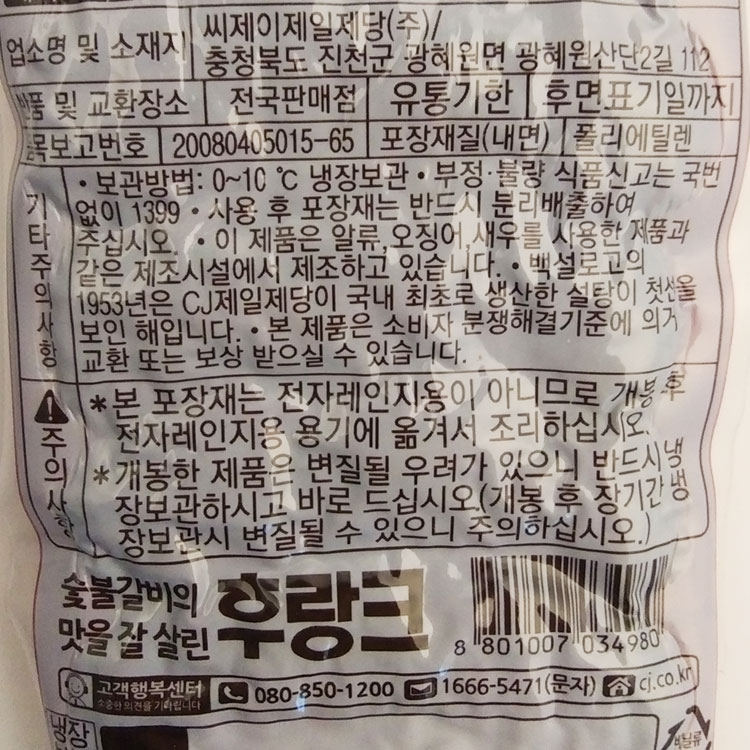 업소명 및 소재지 씨제이제일제당(주)/
충청북도 진천군 광혜원면 광혜원산단2길 112
반품 및 교환장소 전국판매점 유통기한 후면표기일까지
품목보고번호 20080405015-65 포장재질(내면) 폴리에틸렌
기타주의사항
• 보관방법: 0~10 ℃ 냉장보관 • 부정·불량 식품신고는 국번
없이 1399 • 사용 후 포장재는 반드시 분리배출하여
주십시오. • 이 제품은 알류,오징어,새우를 사용한 제품과
같은 제조시설에서 제조하고 있습니다. • 백설로고의
1953년은 CJ제일제당이 국내 최초로 생산한 설탕이 첫선을
보인 해입니다. • 본 제품은 소비자 분쟁해결기준에 의거
교환 또는 보상 받으실 수 있습니다.
주의사항
*본 포장재는 전자레인지용이 아니므로 개봉 후
전자레인지용 용기에 옮겨서 조리하십시오.
*개봉한 제품은 변질될 우려가 있으니 반드시 냉
장보관하시고 바로 드십시오.(개봉 후 장기간 냉
장보관시 변질될 수 있으니 주의하십시오.)
숯불갈비의
맛을 잘 살린
후랑크
8 801007 034980
고객행복센터 080-850-1200 1666-5471(문자) cj.co.kr
소중한 의견을 기다립니다
냉장
비닐류